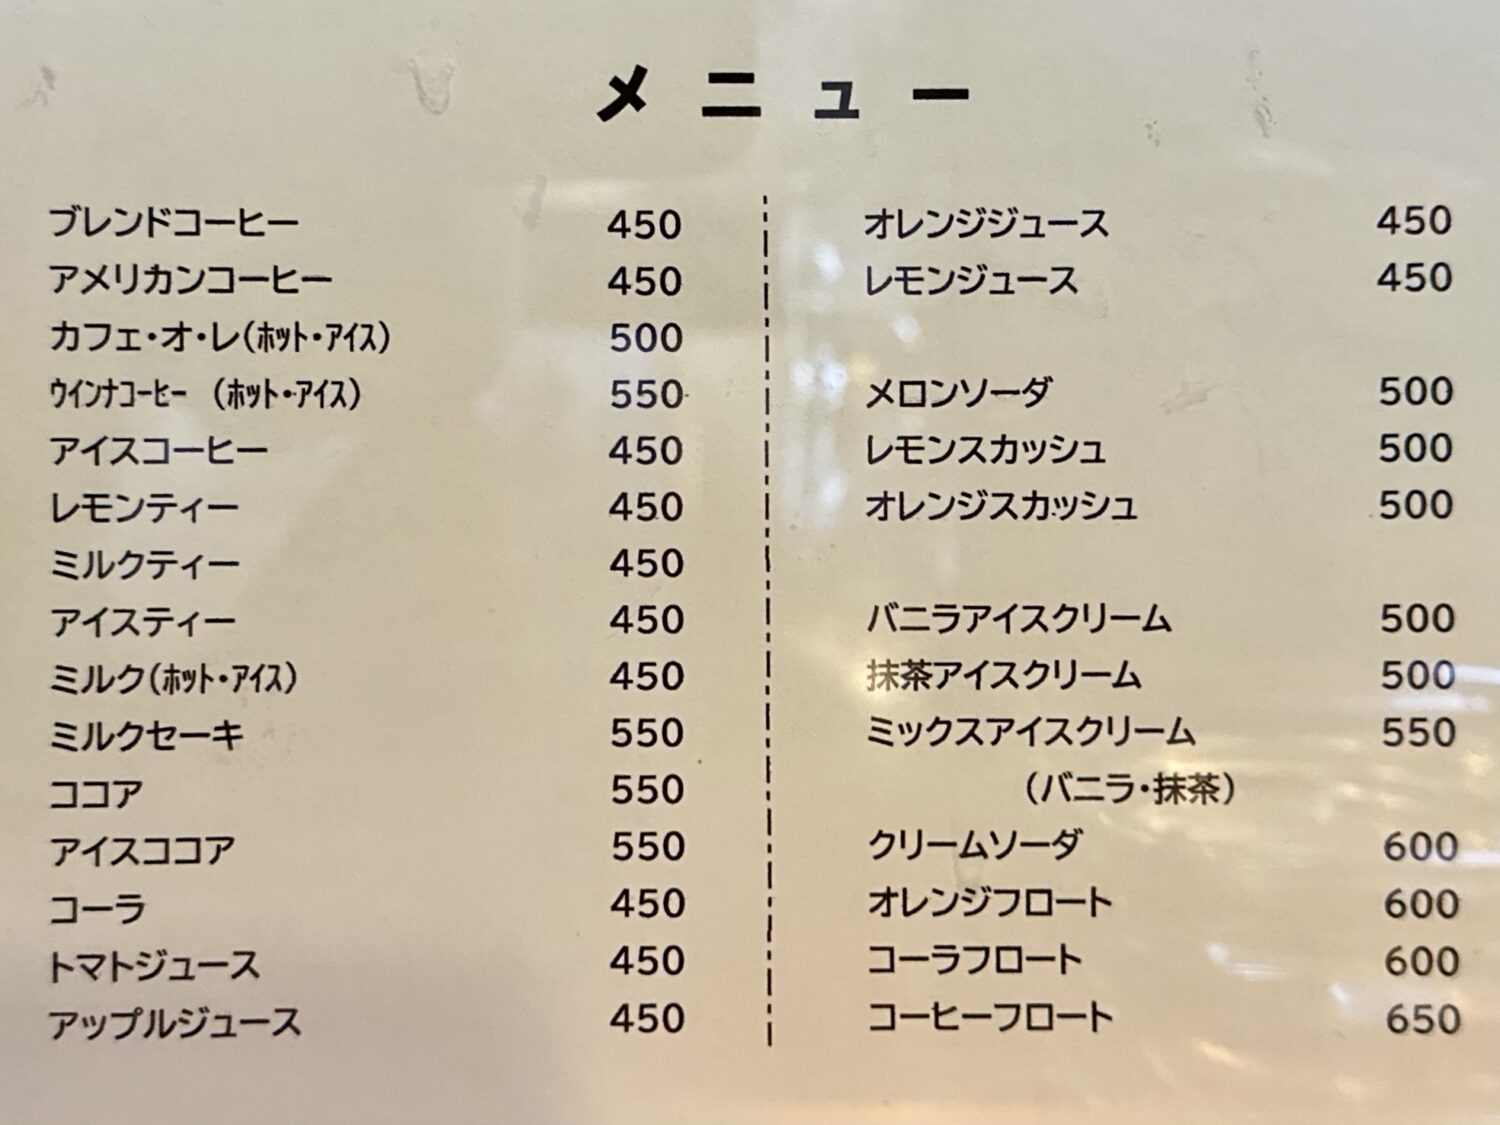 メニュー
ブレンドコーヒー 450
アメリカンコーヒー 450
カフェ・オ・レ(ﾎｯﾄ・ｱｲｽ) 500
ｳインナｺｰﾋｰ (ﾎｯﾄ・ｱｲｽ) 550
アイスコーヒー 450
レモンティー 450
ミルクティー 450
アイスティー 450
ミルク(ﾎｯﾄ・ｱｲｽ) 450
ミルクセーキ 550
ココア 550
アイスココア 550
コーラ 450
トマトジュース 450
アップルジュース 450
オレンジジュース 450
レモンジュース 450
メロンソーダ 500
レモンスカッシュ 500
オレンジスカッシュ 500
バニラアイスクリーム 500
抹茶アイスクリーム 500
ミックスアイスクリーム 550
(バニラ・抹茶)
クリームソーダ 600
オレンジフロート 600
コーラフロート 600
コーヒーフロート 650